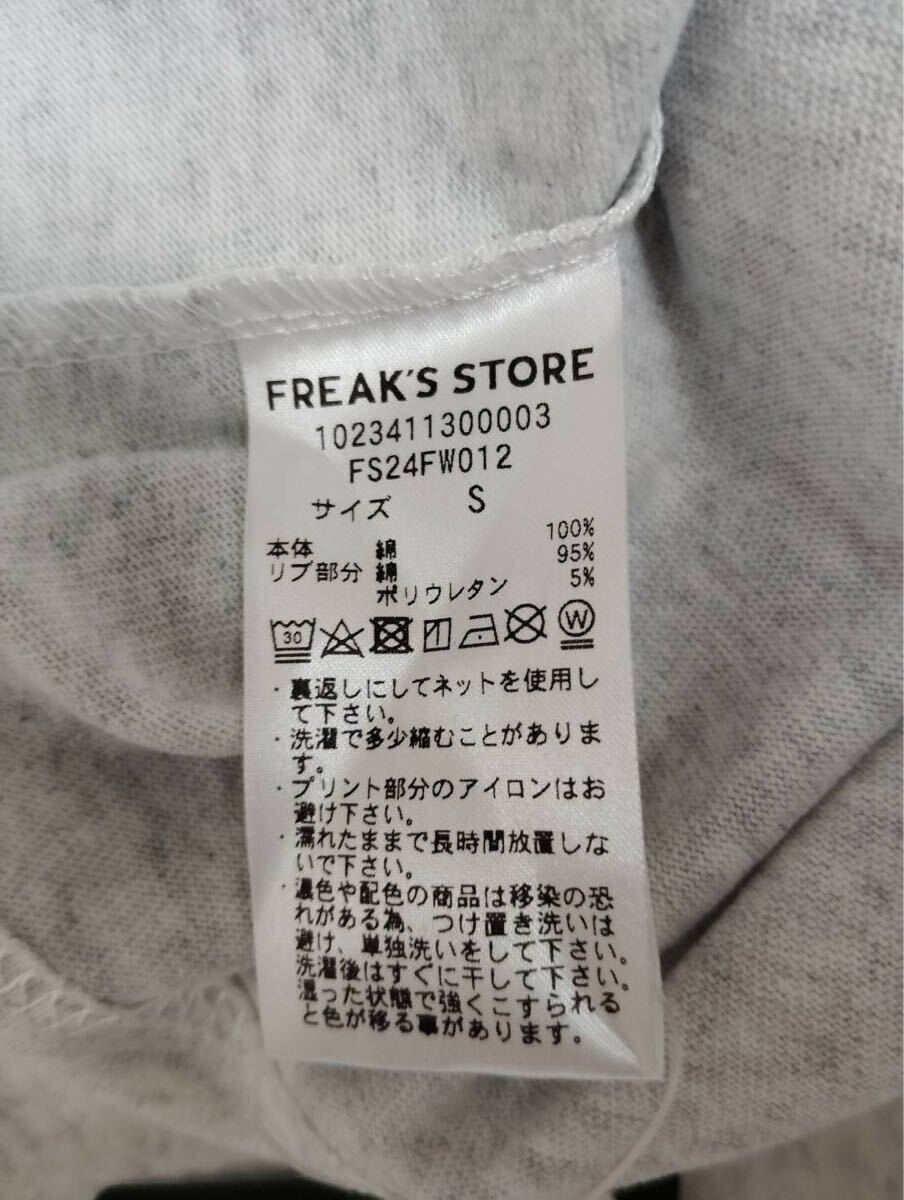 FREAK'S STORE
1023411300003
FS24FW012
サイズ S
本体 綿 100%
リブ部分 綿 95%
ポリウレタン 5%
30 W
・裏返しにしてネットを使用し
て下さい。
・洗濯で多少縮むことがありま
す。
・プリント部分のアイロンはお
避け下さい。
・濡れたままで長時間放置しな
いで下さい。
・濃色や配色の商品は移染の恐
れがある為、つけ置き洗いは
避け、単独洗いをして下さい。
洗濯後はすぐに干して下さい。
湿った状態で強くこすられる
と色が移る事があります。